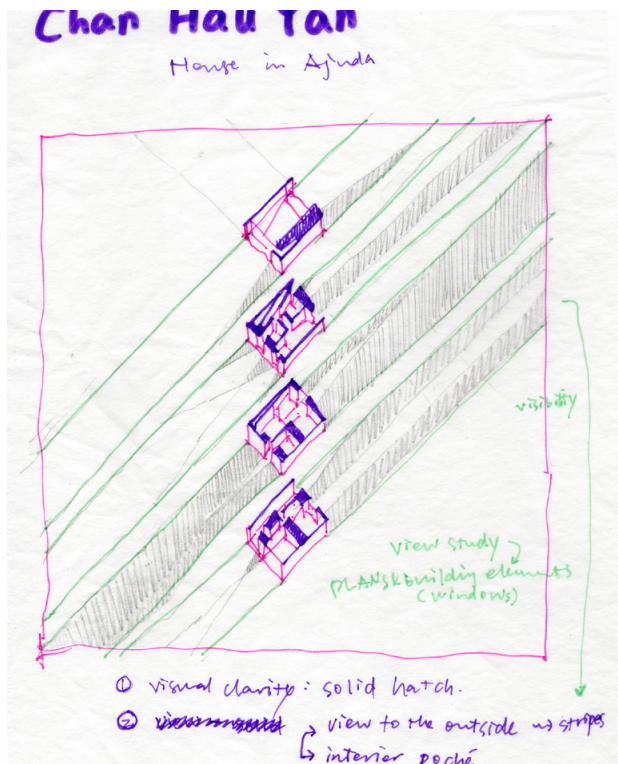 Chan Hau Yan
House in Ajuda
visibility
view study
PLANS & building elements
(windows)
① visual clarity : solid hatch.
② view to the outside w/ stripes
interior poché